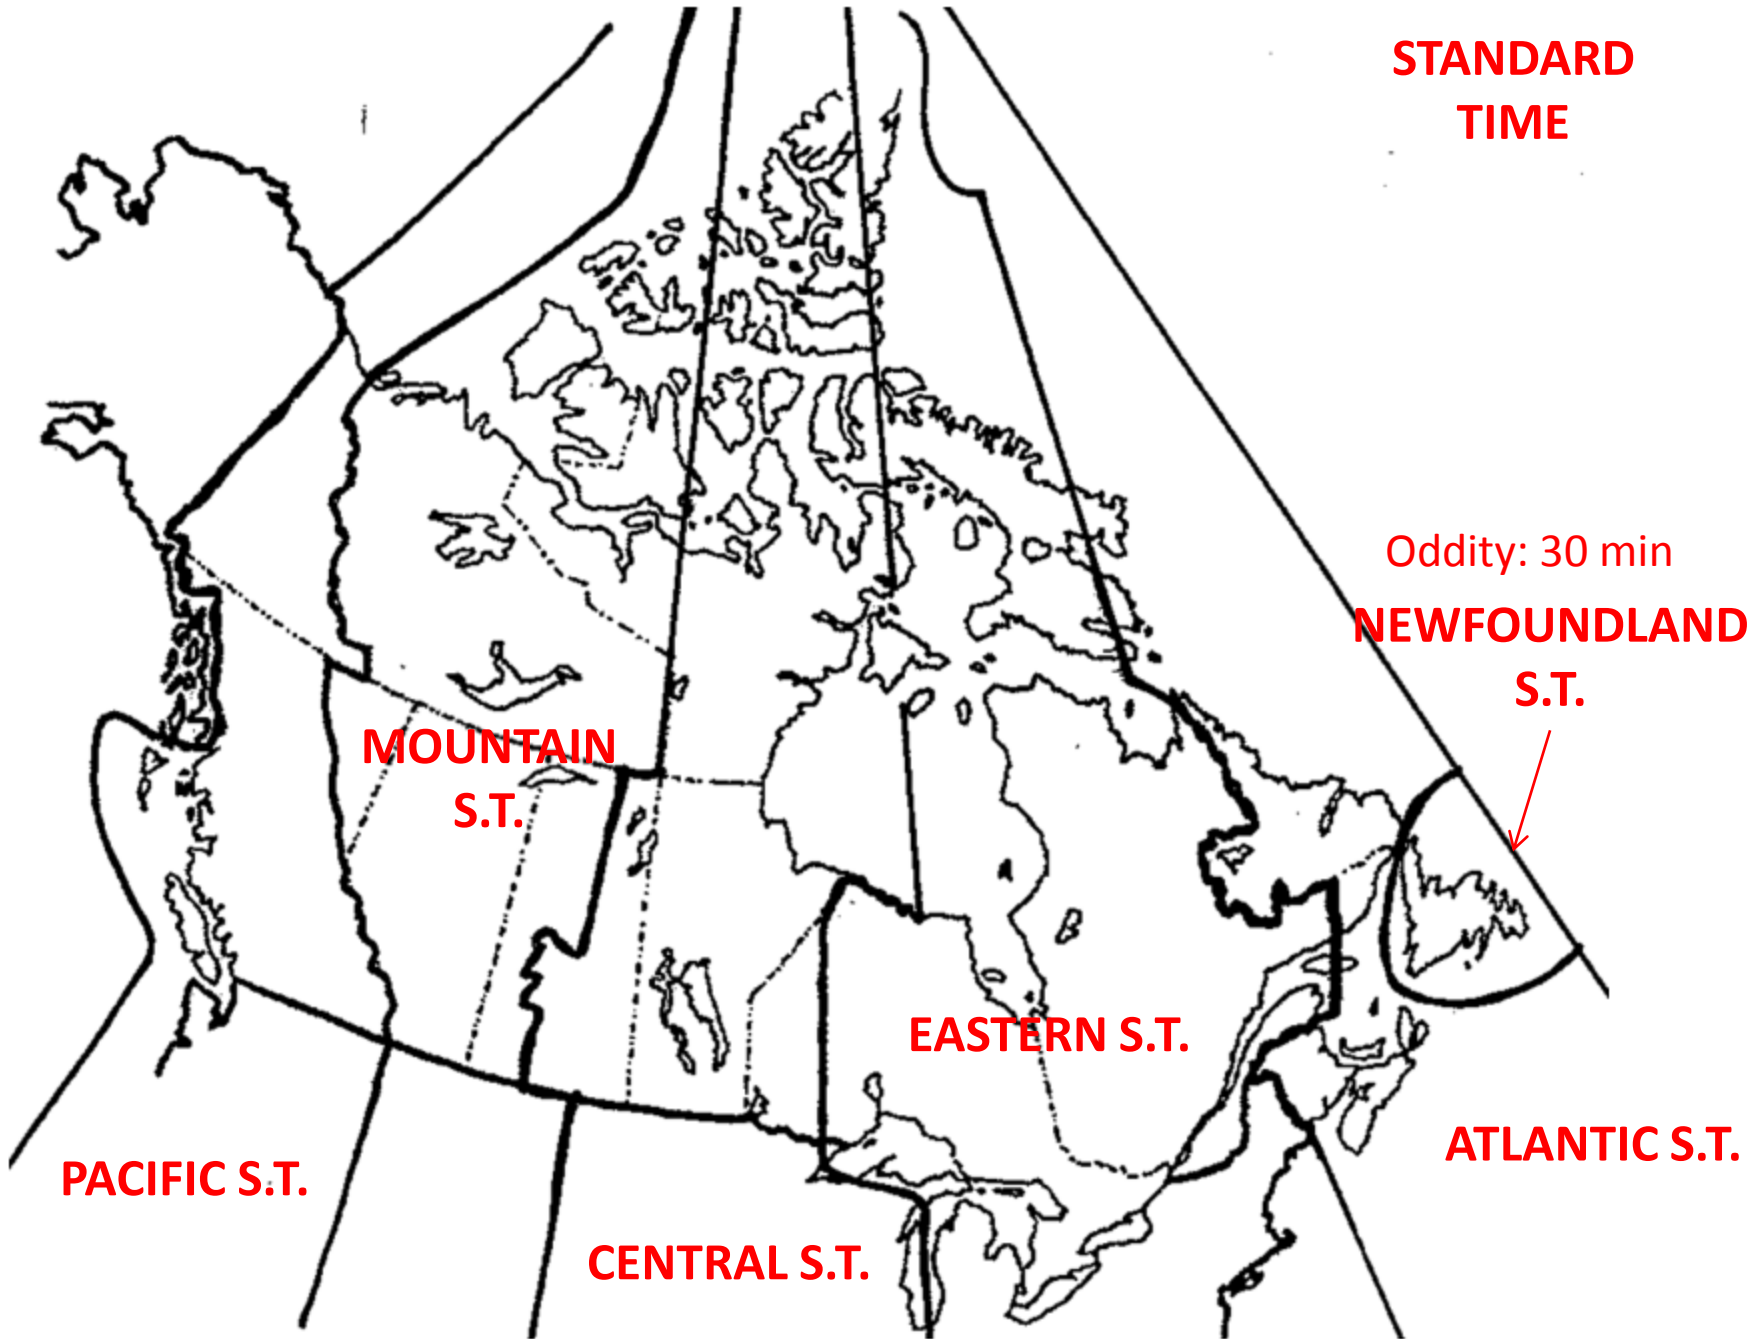 STANDARD
TIME
Oddity: 30 min
NEWFOUNDLAND
S.T.
MOUNTAIN
S.T.
EASTERN S.T.
ATLANTIC S.T.
PACIFIC S.T.
CENTRAL S.T.